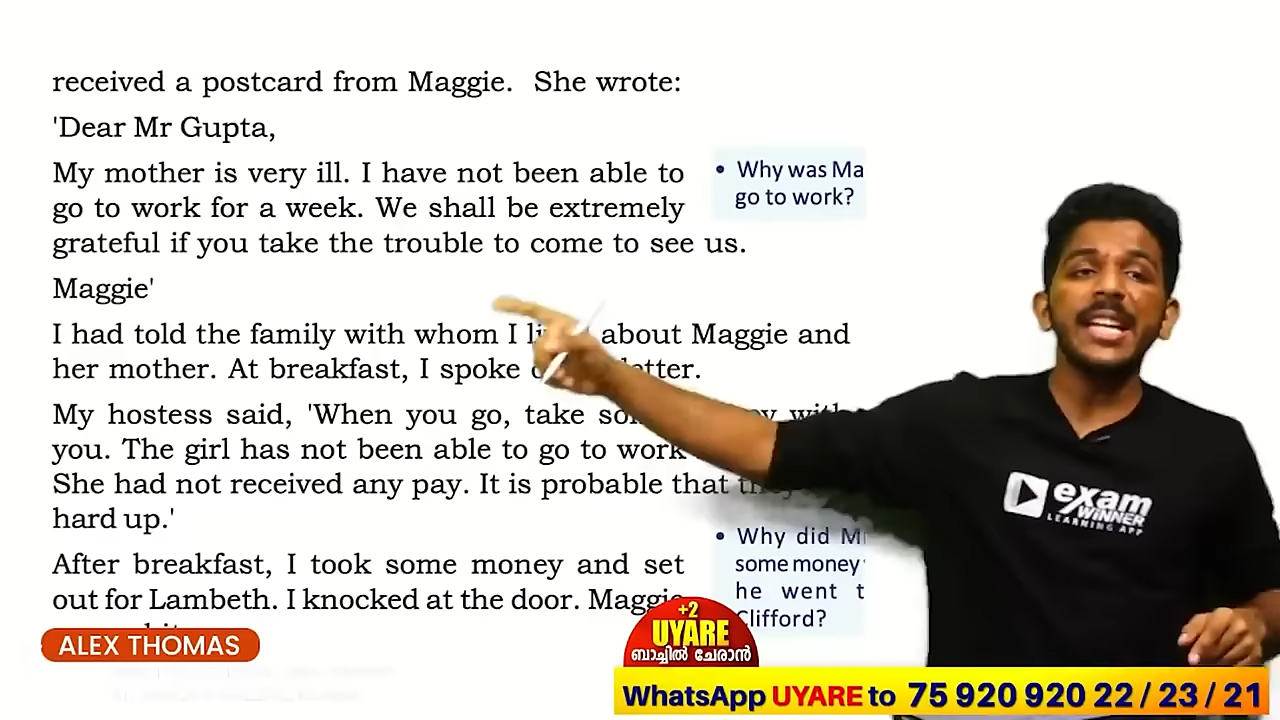 received a postcard from Maggie. She wrote:
'Dear Mr Gupta,
My mother is very ill. I have not been able to
go to work for a week. We shall be extremely
grateful if you take the trouble to come to see us.
Maggie'
I had told the family with whom I about Maggie and
her mother. At breakfast, I spoke
My hostess said, 'When you go, take
you. The girl has not been able to go to work
She had not received any pay. It is probable that
hard up.'
After breakfast, I took some money and set
out for Lambeth. I knocked at the door. Maggie
• Why was Ma
go to work?
• Why did M
some money
he went t
Clifford?
exam
WINNER
LEARNING APP
ALEX THOMAS
+2
UYARE
ബാച്ചിൽ ചേരാൻ
WhatsApp UYARE to 75 920 920 22 / 23 / 21